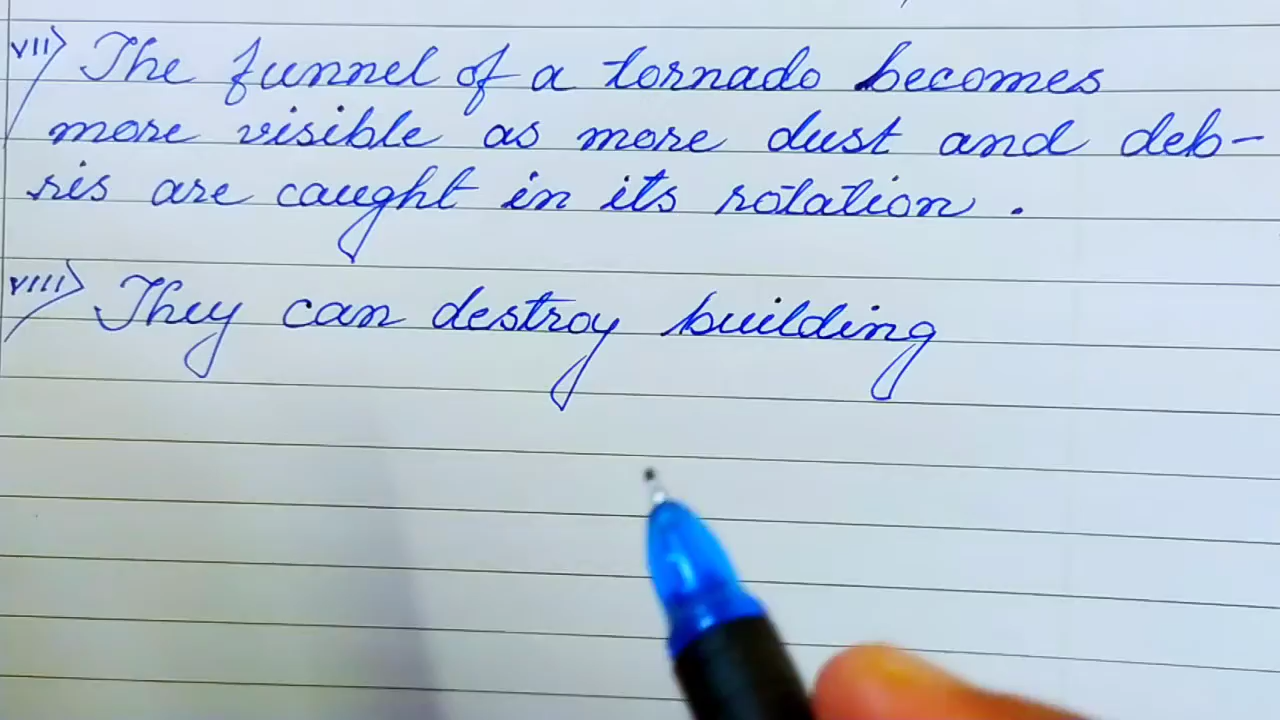 vii) The funnel of a tornado becomes
more visible as more dust and deb-
ris are caught in its rotation.
viiii) They can destroy building